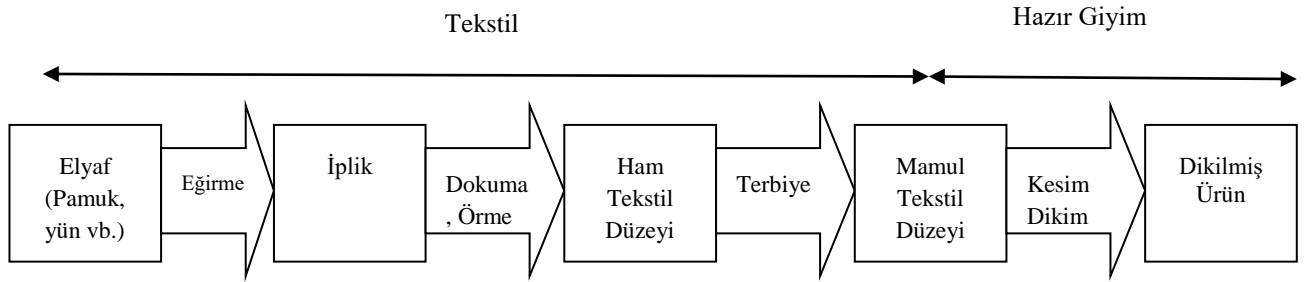 Tekstil
Hazır Giyim
Elyaf
(Pamuk,
yün vb.)
Eğirme
İplik
Dokuma
, Örme
Ham
Tekstil
Düzeyi
Terbiye
Mamul
Tekstil
Düzeyi
Kesim
Dikim
Dikilmiş
Ürün